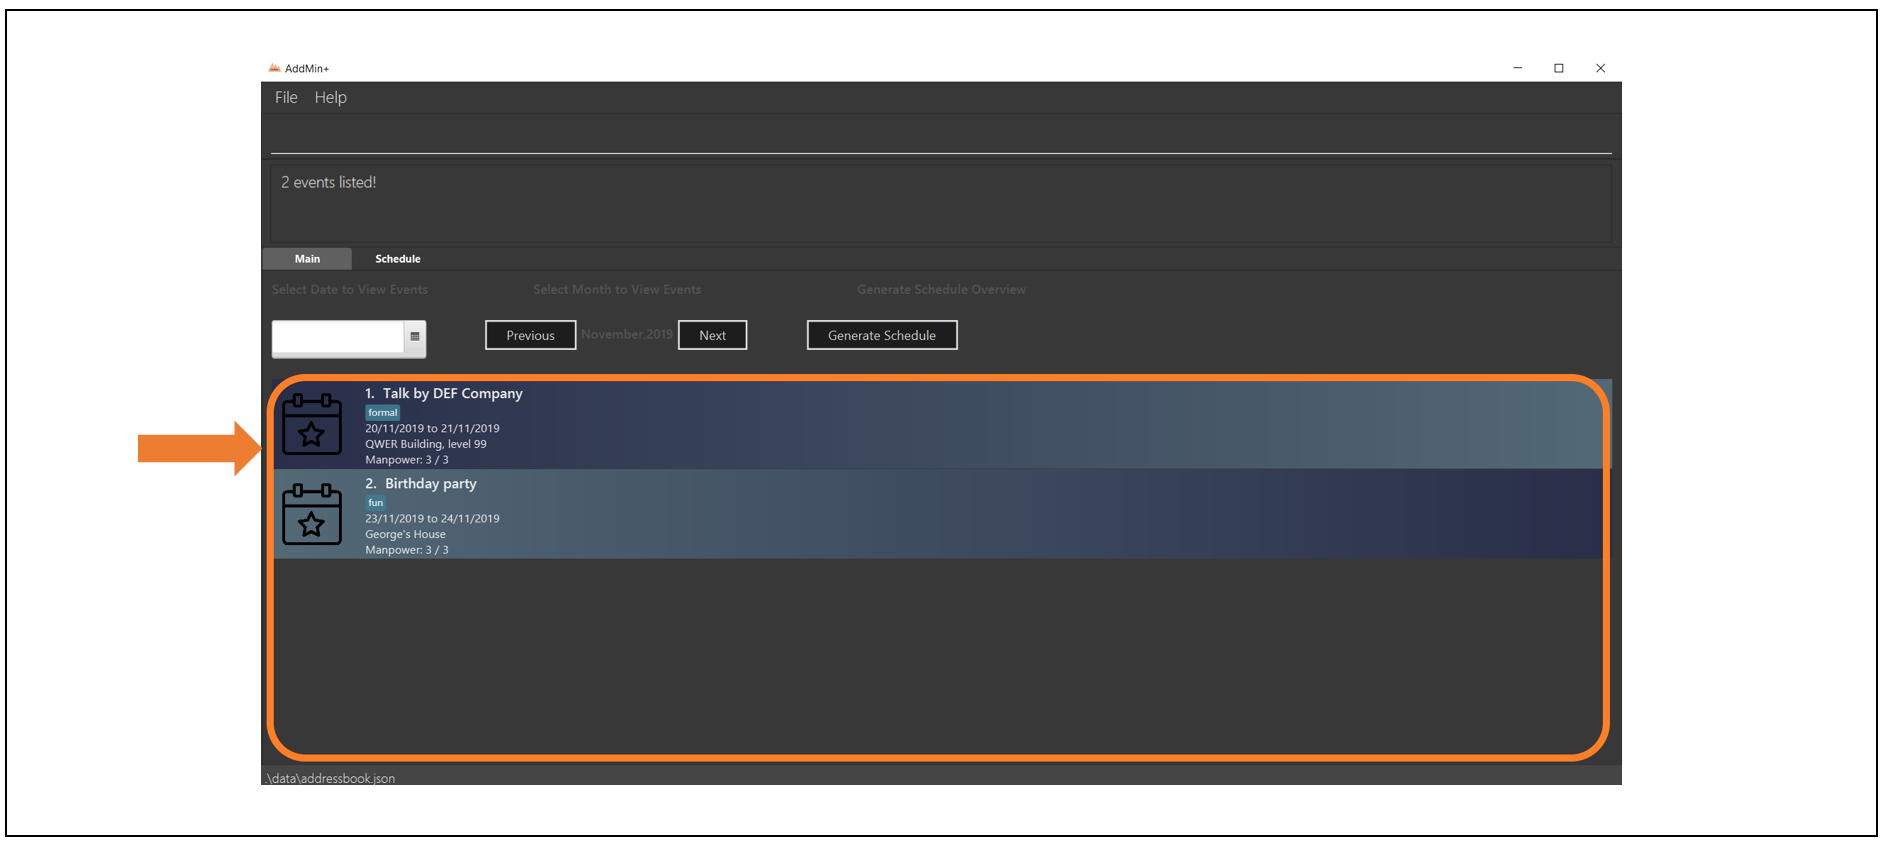 AddMin+
File Help
2 events listed!
Main Schedule
Select Date to View Events Select Month to View Events Generate Schedule Overview
Previous November,2019 Next Generate Schedule
1. Talk by DEF Company
formal
20/11/2019 to 21/11/2019
QWER Building, level 99
Manpower: 3 / 3
2. Birthday party
fun
23/11/2019 to 24/11/2019
George's House
Manpower: 3 / 3
.\data\addressbook.json